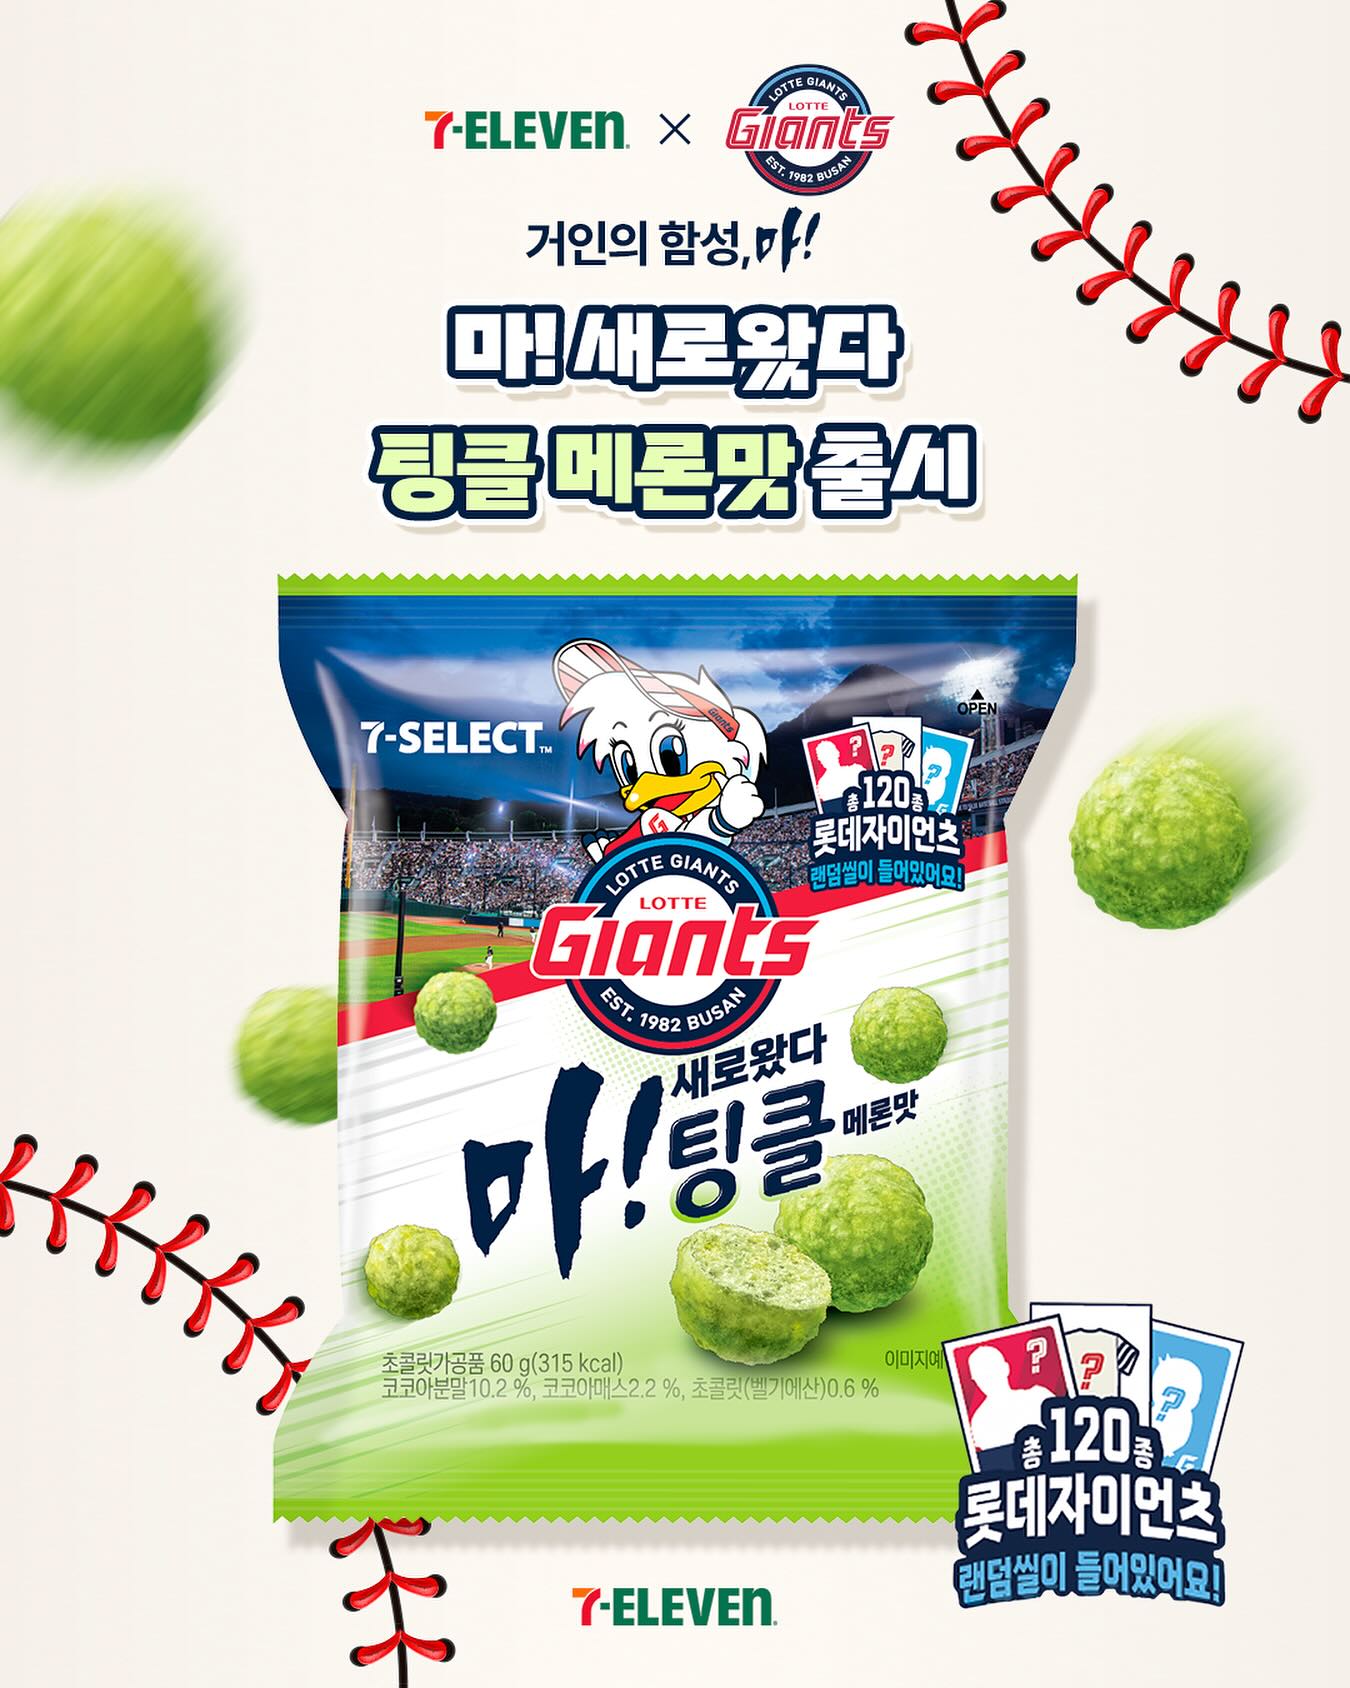 7-ELEVEN. × LOTTE GIANTS LOTTE Giants EST. 1982 BUSAN
거인의 함성, 마!
마! 새로왔다
팅클 메론맛 출시
OPEN
7-SELECT™
Giants
총 120종
롯데자이언츠
랜덤씰이 들어있어요!
LOTTE GIANTS
LOTTE
Giants
EST. 1982 BUSAN
새로왔다
마! 팅클 메론맛
초콜릿가공품 60 g(315 kcal)
코코아분말10.2 %, 코코아매스2.2 %, 초콜릿(벨기에산)0.6 %
이미지예
총 120종
롯데자이언츠
랜덤씰이 들어있어요!
7-ELEVEN.